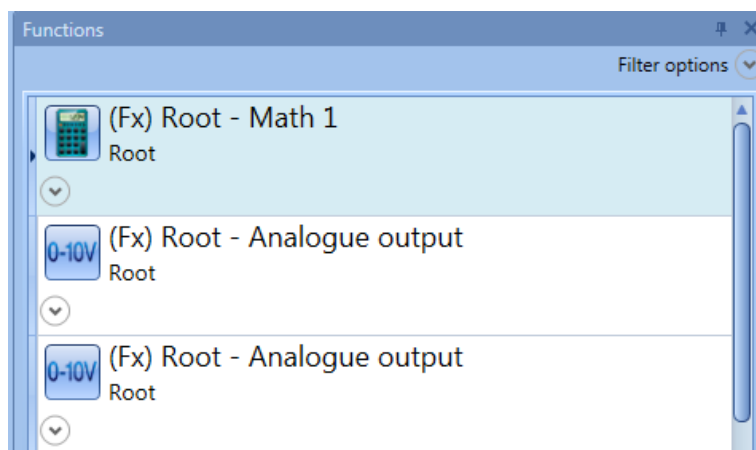 Functions
Filter options
(Fx) Root - Math 1
Root
0-10V
(Fx) Root - Analogue output
Root
0-10V
(Fx) Root - Analogue output
Root